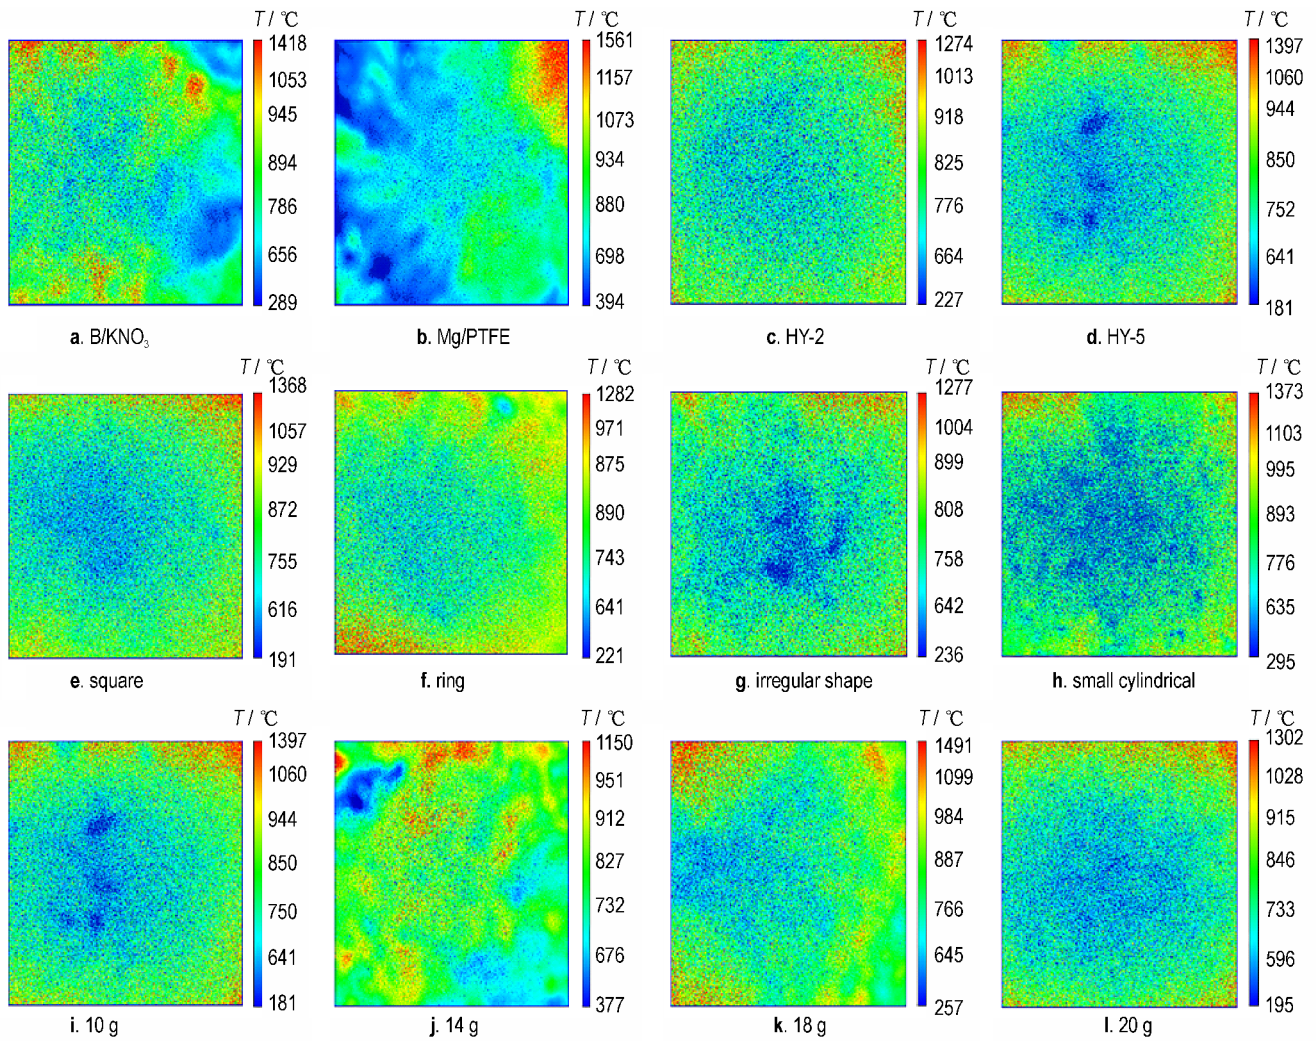 T / ℃ T / ℃ T / ℃ T / ℃
1418 1561 1274 1397
1053 1157 1013 1060
945 1073 918 944
894 934 825 850
786 880 776 752
656 698 664 641
289 394 227 181
a. B/KNO₃ b. Mg/PTFE c. HY-2 d. HY-5
T / ℃ T / ℃ T / ℃ T / ℃
1368 1282 1277 1373
1057 971 1004 1103
929 875 899 995
872 890 808 893
755 743 758 776
616 641 642 635
191 221 236 295
e. square f. ring g. irregular shape h. small cylindrical
T / ℃ T / ℃ T / ℃ T / ℃
1397 1150 1491 1302
1060 951 1099 1028
944 912 984 915
850 827 887 846
750 732 766 733
641 676 645 596
181 377 257 195
i. 10 g j. 14 g k. 18 g l. 20 g